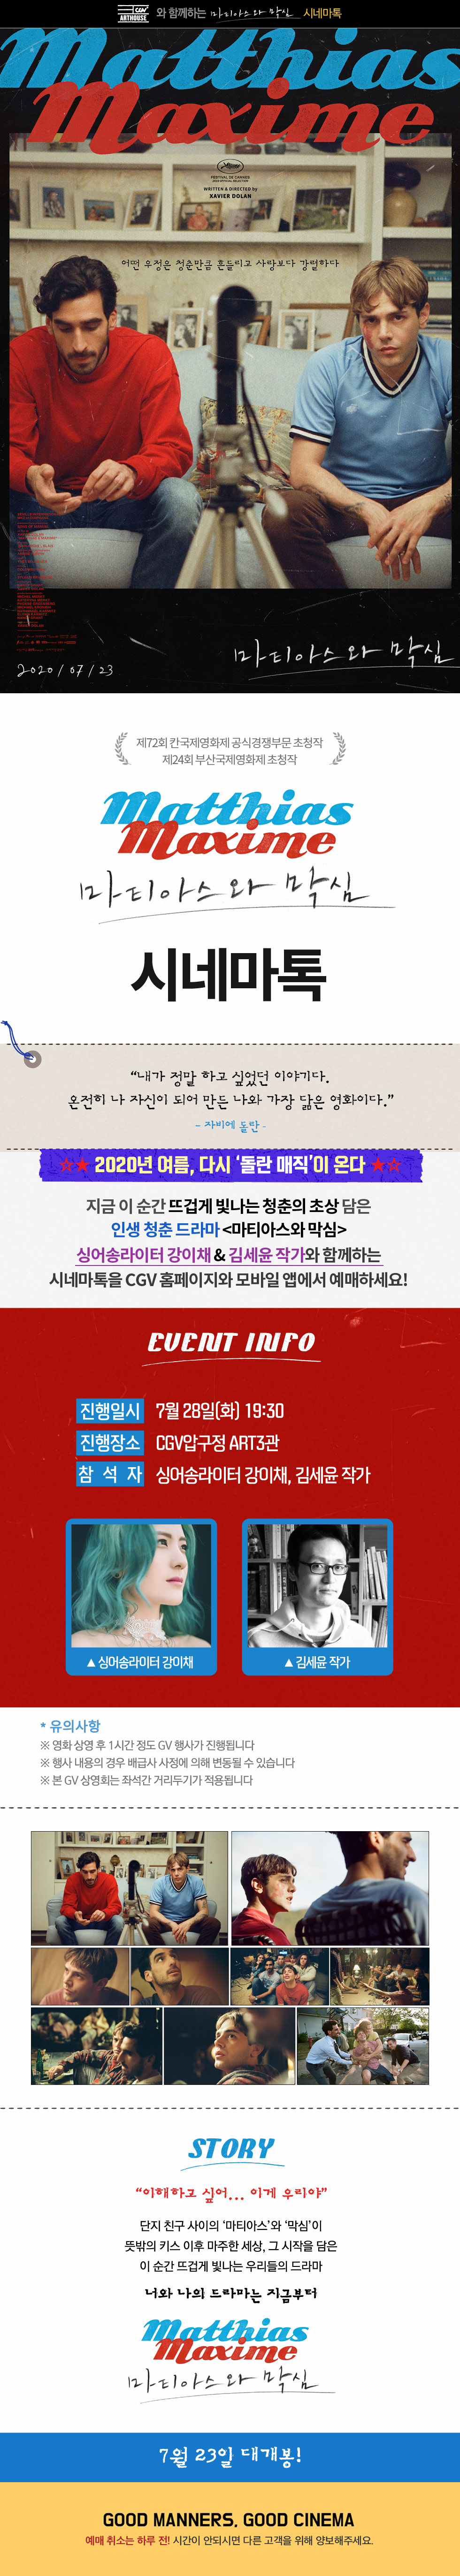 CGV
ARTHOUSE 와 함께하는 마티아스와 막심 시네마톡
Matthias
Maxime
FESTIVAL DE CANNES
WRITTEN & DIRECTED by
XAVIER DOLAN
어떤 우정은 청춘만큼 흔들리고 사랑보다 강렬하다
2020 / 07 / 23
마티아스와 막심
제72회 칸국제영화제 공식경쟁부문 초청작
제24회 부산국제영화제 초청작
Matthias
Maxime
마티아스와 막심
시네마톡
“내가 정말 하고 싶었던 이야기다.
온전히 나 자신이 되어 만든 나와 가장 닮은 영화이다.”
- 자비에 돌란 -
☆★ 2020년 여름, 다시 ‘돌란 매직’이 온다 ★☆
지금 이 순간 뜨겁게 빛나는 청춘의 초상 담은
인생 청춘 드라마 <마티아스와 막심>
싱어송라이터 강이채 & 김세윤 작가와 함께하는
시네마톡을 CGV 홈페이지와 모바일 앱에서 예매하세요!
EVENT INFO
진행일시 7월 28일(화) 19:30
진행장소 CGV압구정 ART3관
참 석 자 싱어송라이터 강이채, 김세윤 작가
▲ 싱어송라이터 강이채
▲ 김세윤 작가
* 유의사항
※ 영화 상영 후 1시간 정도 GV 행사가 진행됩니다
※ 행사 내용의 경우 배급사 사정에 의해 변동될 수 있습니다
※ 본 GV 상영회는 좌석간 거리두기가 적용됩니다
STORY
“이해하고 싶어... 이게 우리야”
단지 친구 사이의 ‘마티아스’와 ‘막심’이
뜻밖의 키스 이후 마주한 세상, 그 시작을 담은
이 순간 뜨겁게 빛나는 우리들의 드라마
너와 나의 드라마는 지금부터
Matthias
Maxime
마티아스와 막심
7월 23일 대개봉!
GOOD MANNERS, GOOD CINEMA
예매 취소는 하루 전! 시간이 안되시면 다른 고객을 위해 양보해주세요.